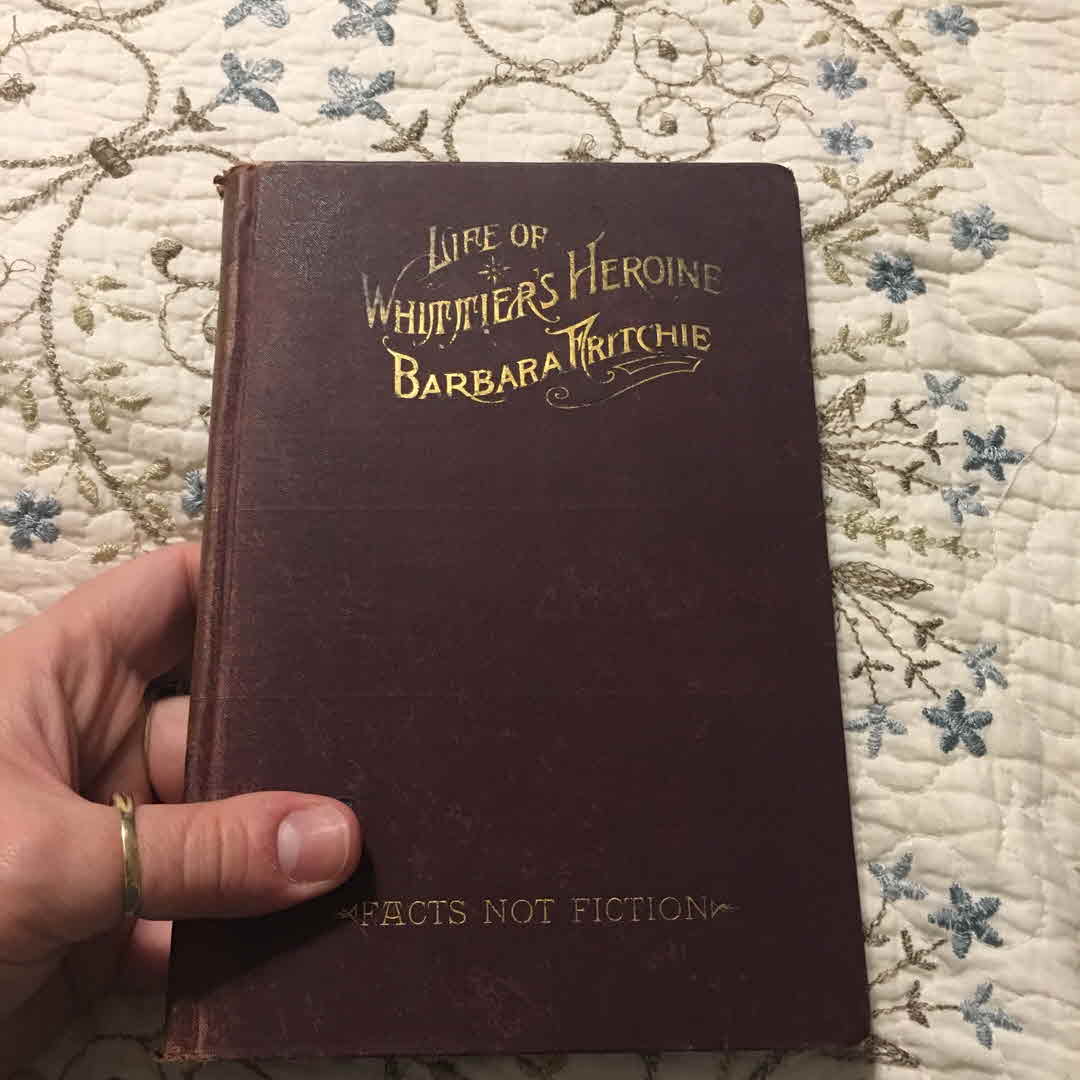 LIFE OF
WHITTIER'S HEROINE
BARBARA FRITCHIE
FACTS NOT FICTION